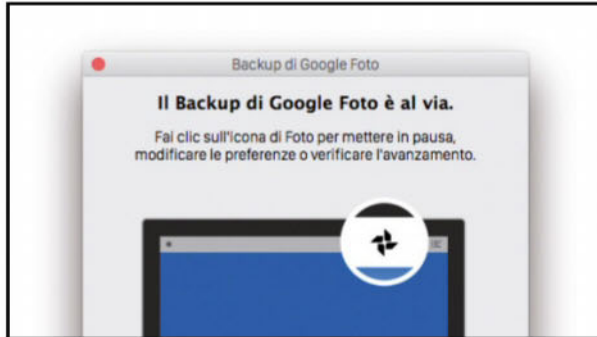 Backup di Google Foto
Il Backup di Google Foto è al via.
Fai clic sull'icona di Foto per mettere in pausa,
modificare le preferenze o verificare l'avanzamento.